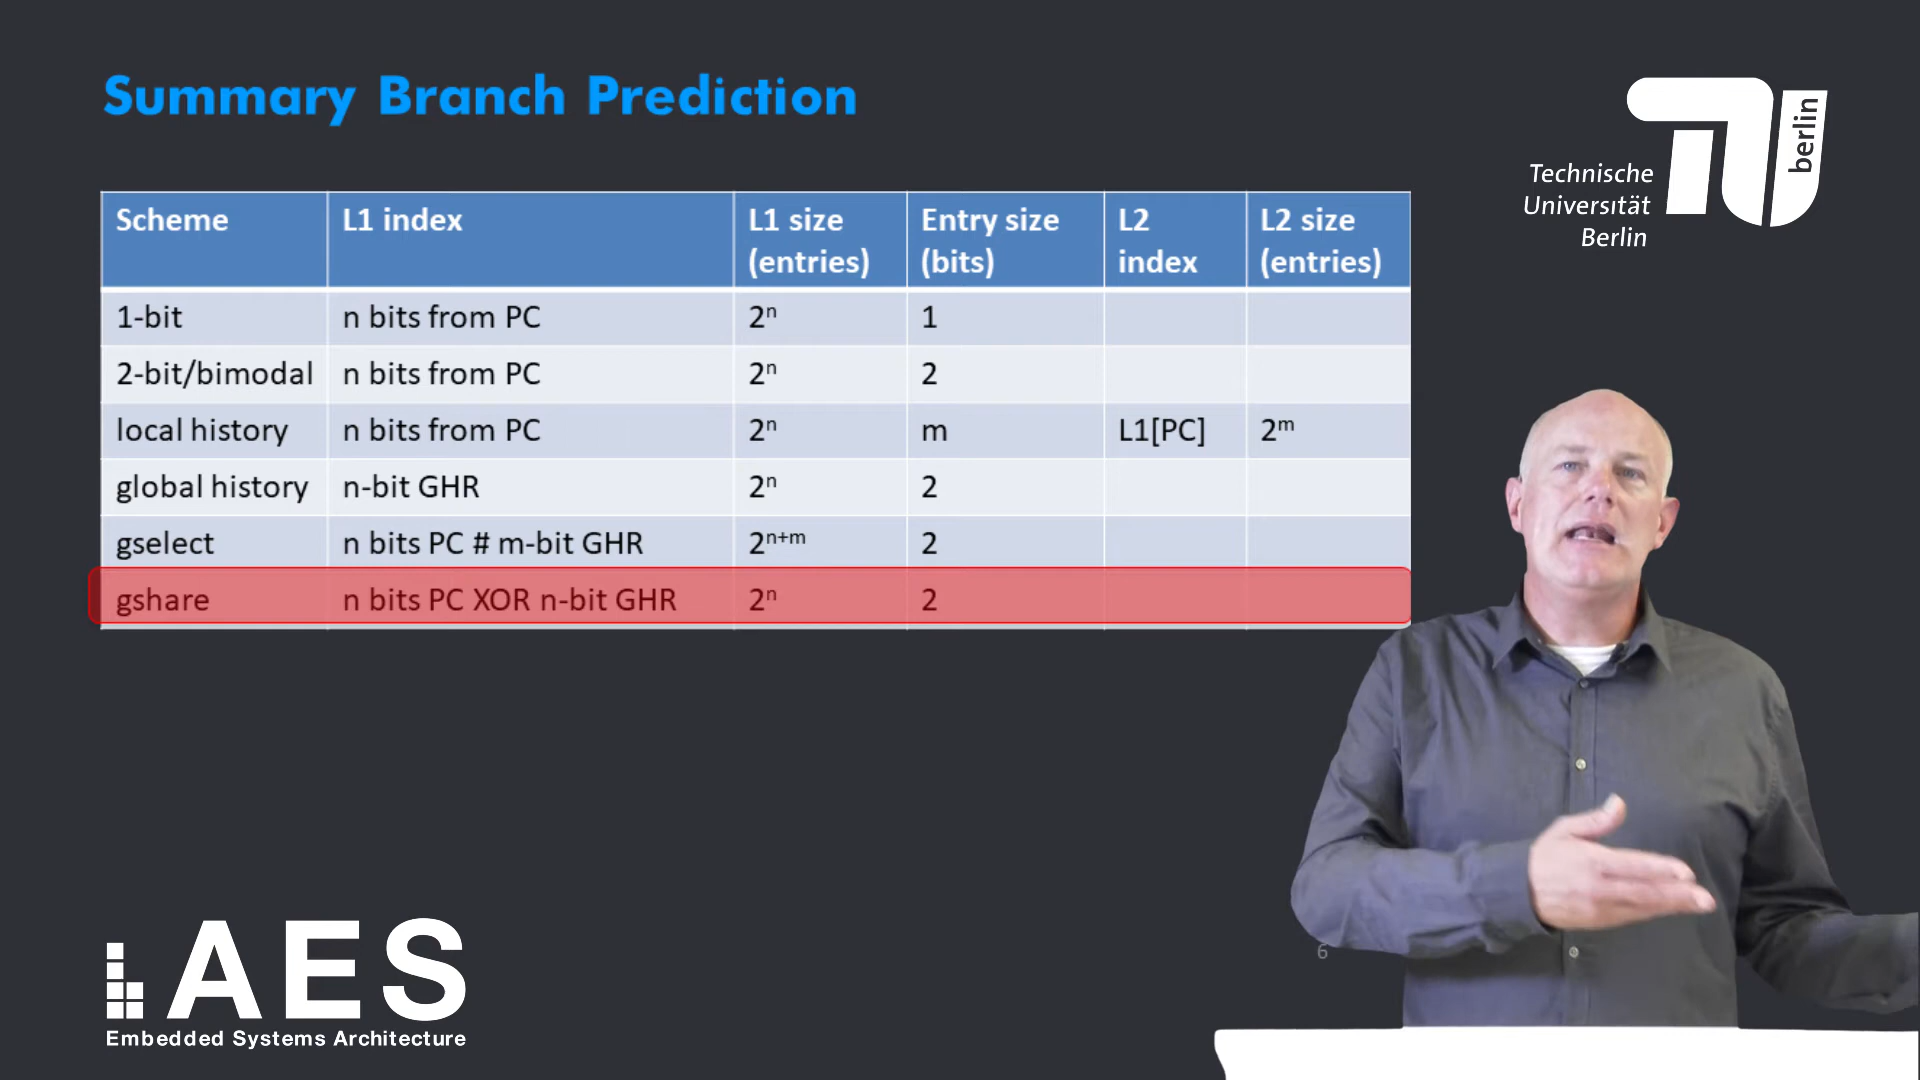 Summary Branch Prediction
Technische
Universität
Berlin
berlin
Scheme L1 index L1 size (entries) Entry size (bits) L2 index L2 size (entries)
1-bit n bits from PC 2ⁿ 1
2-bit/bimodal n bits from PC 2ⁿ 2
local history n bits from PC 2ⁿ m L1[PC] 2ᵐ
global history n-bit GHR 2ⁿ 2
gselect n bits PC # m-bit GHR 2ⁿ⁺ᵐ 2
gshare n bits PC XOR n-bit GHR 2ⁿ 2
6
AES
Embedded Systems Architecture